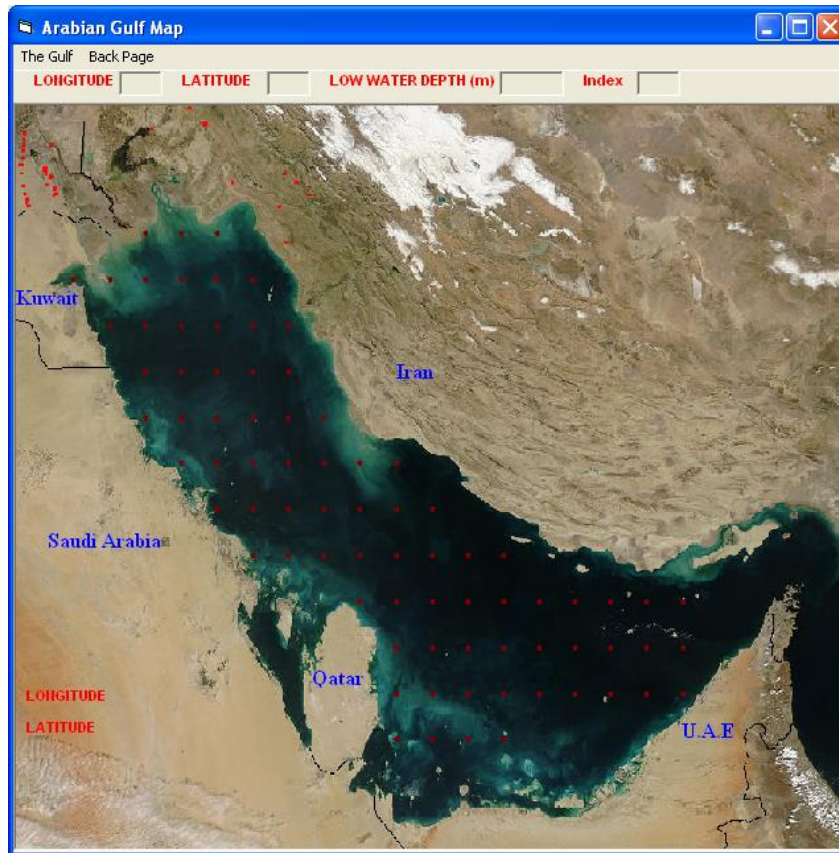 Arabian Gulf Map
The Gulf Back Page
LONGITUDE LATITUDE LOW WATER DEPTH (m) Index
Kuwait
Iran
Saudi Arabia
Qatar
LONGITUDE
U.A.E
LATITUDE